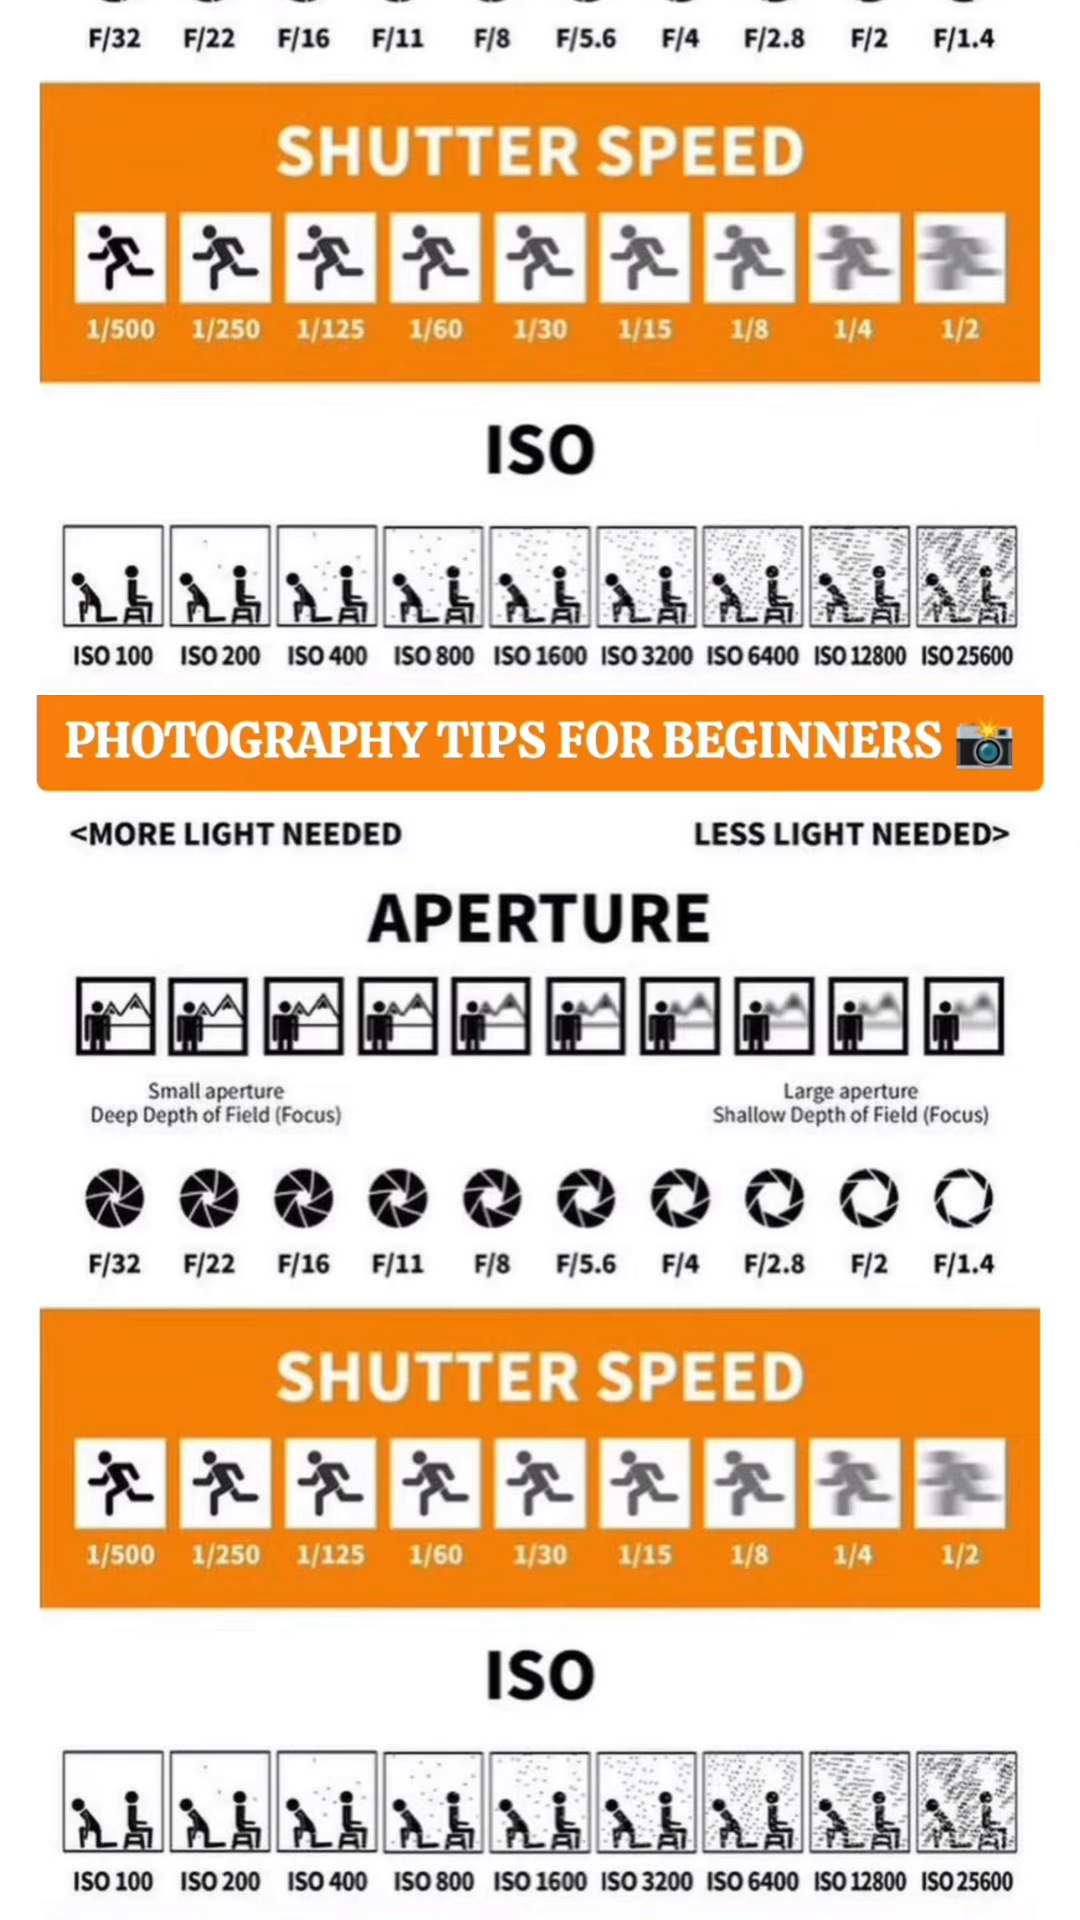 F/32 F/22 F/16 F/11 F/8 F/5.6 F/4 F/2.8 F/2 F/1.4
SHUTTER SPEED
1/500 1/250 1/125 1/60 1/30 1/15 1/8 1/4 1/2
ISO
ISO 100 ISO 200 ISO 400 ISO 800 ISO 1600 ISO 3200 ISO 6400 ISO 12800 ISO 25600
PHOTOGRAPHY TIPS FOR BEGINNERS 📸
<MORE LIGHT NEEDED LESS LIGHT NEEDED>
APERTURE
Small aperture Large aperture
Deep Depth of Field (Focus) Shallow Depth of Field (Focus)
F/32 F/22 F/16 F/11 F/8 F/5.6 F/4 F/2.8 F/2 F/1.4
SHUTTER SPEED
1/500 1/250 1/125 1/60 1/30 1/15 1/8 1/4 1/2
ISO
ISO 100 ISO 200 ISO 400 ISO 800 ISO 1600 ISO 3200 ISO 6400 ISO 12800 ISO 25600